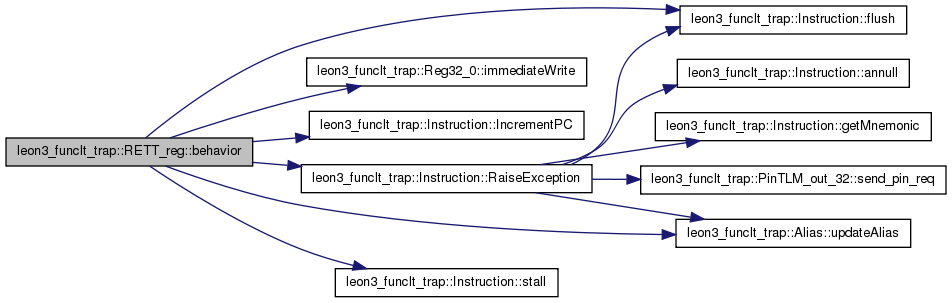 leon3_funclt_trap::Instruction::flush
leon3_funclt_trap::Reg32_0::immediateWrite
leon3_funclt_trap::Instruction::annull
leon3_funclt_trap::Instruction::IncrementPC
leon3_funclt_trap::Instruction::getMnemonic
leon3_funclt_trap::RETT_reg::behavior
leon3_funclt_trap::Instruction::RaiseException
leon3_funclt_trap::PinTLM_out_32::send_pin_req
leon3_funclt_trap::Alias::updateAlias
leon3_funclt_trap::Instruction::stall